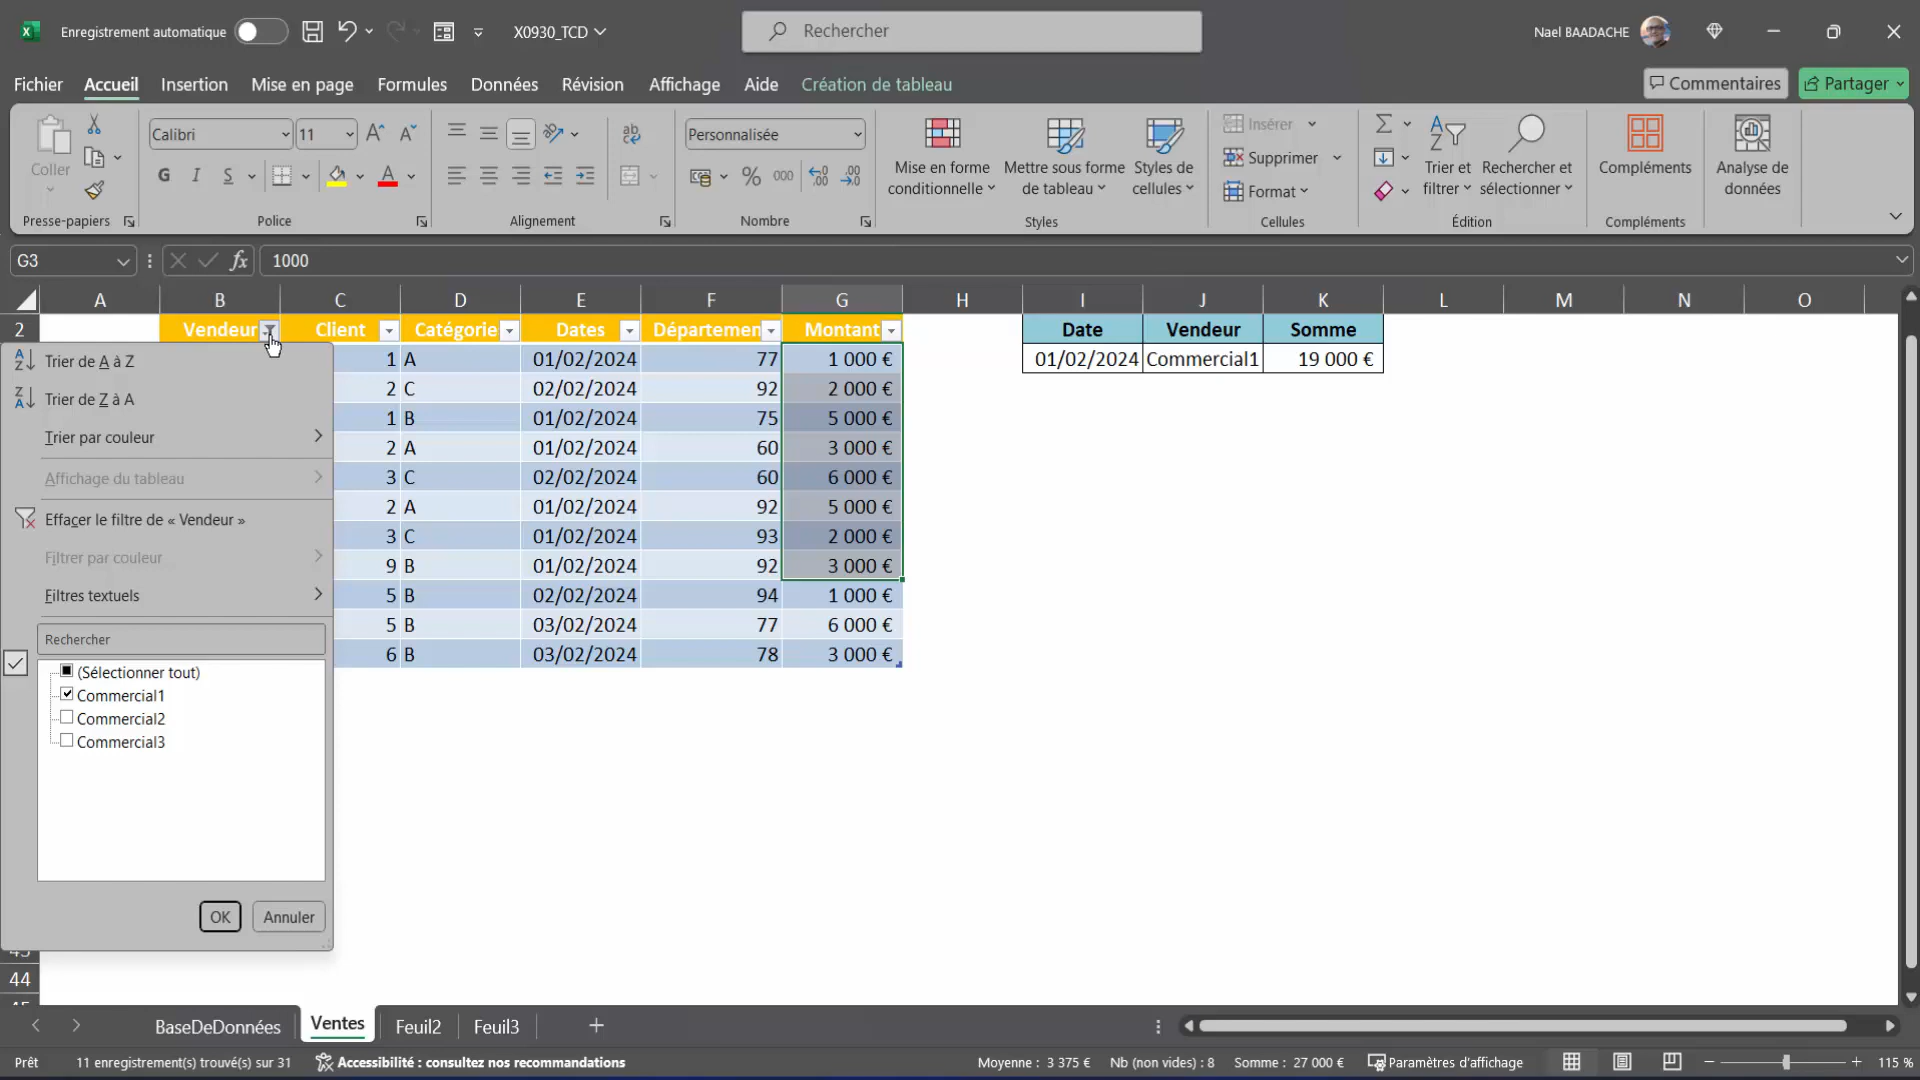 Enregistrement automatique
X0930_TCD
Rechercher
Nael BAADACHE
Fichier Accueil Insertion Mise en page Formules Données Révision Affichage Aide Création de tableau Commentaires Partager
Coller
Presse-papiers
Calibri 11
G I S
Police
Alignement
Personnalisée
% 000
Nombre
Mise en forme
conditionnelle
Mettre sous forme
de tableau
Styles de
cellules
Styles
Insérer
Supprimer
Format
Cellules
Trier et
filtrer
Rechercher et
sélectionner
Édition
Compléments
Compléments
Analyse de
données
G3 fx 1000
A B C D E F G H I J K L M N O
2 Vendeur Client Catégorie Dates Départemen Montant Date Vendeur Somme
1 A 01/02/2024 77 1 000 € 01/02/2024 Commercial1 19 000 €
2 C 02/02/2024 92 2 000 €
1 B 01/02/2024 75 5 000 €
2 A 01/02/2024 60 3 000 €
3 C 02/02/2024 60 6 000 €
2 A 01/02/2024 92 5 000 €
3 C 01/02/2024 93 2 000 €
9 B 01/02/2024 92 3 000 €
5 B 02/02/2024 94 1 000 €
5 B 03/02/2024 77 6 000 €
6 B 03/02/2024 78 3 000 €
Trier de A à Z
Trier de Z à A
Trier par couleur
Affichage du tableau
Effacer le filtre de « Vendeur »
Filtrer par couleur
Filtres textuels
Rechercher
(Sélectionner tout)
Commercial1
Commercial2
Commercial3
OK Annuler
44
BaseDeDonnées Ventes Feuil2 Feuil3
Prêt 11 enregistrement(s) trouvé(s) sur 31 Accessibilité : consultez nos recommandations Moyenne : 3 375 € Nb (non vides) : 8 Somme : 27 000 € Paramètres d'affichage 115 %